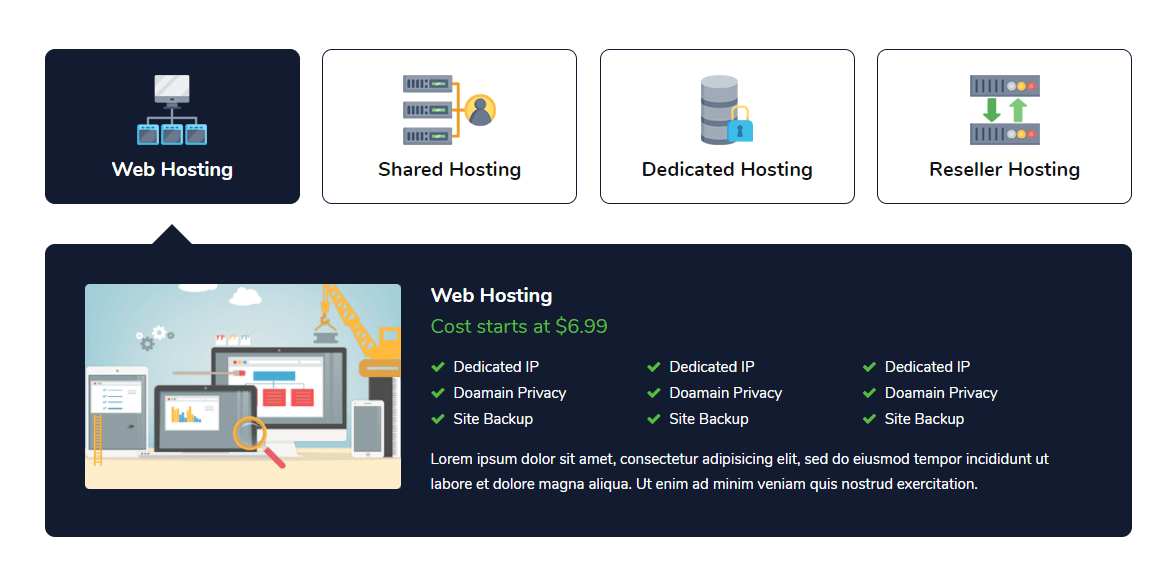 Web Hosting
Shared Hosting
Dedicated Hosting
Reseller Hosting
Web Hosting
Cost starts at $6.99
Dedicated IP
Dedicated IP
Dedicated IP
Doamain Privacy
Doamain Privacy
Doamain Privacy
Site Backup
Site Backup
Site Backup
Lorem ipsum dolor sit amet, consectetur adipisicing elit, sed do eiusmod tempor incididunt ut
labore et dolore magna aliqua. Ut enim ad minim veniam quis nostrud exercitation.